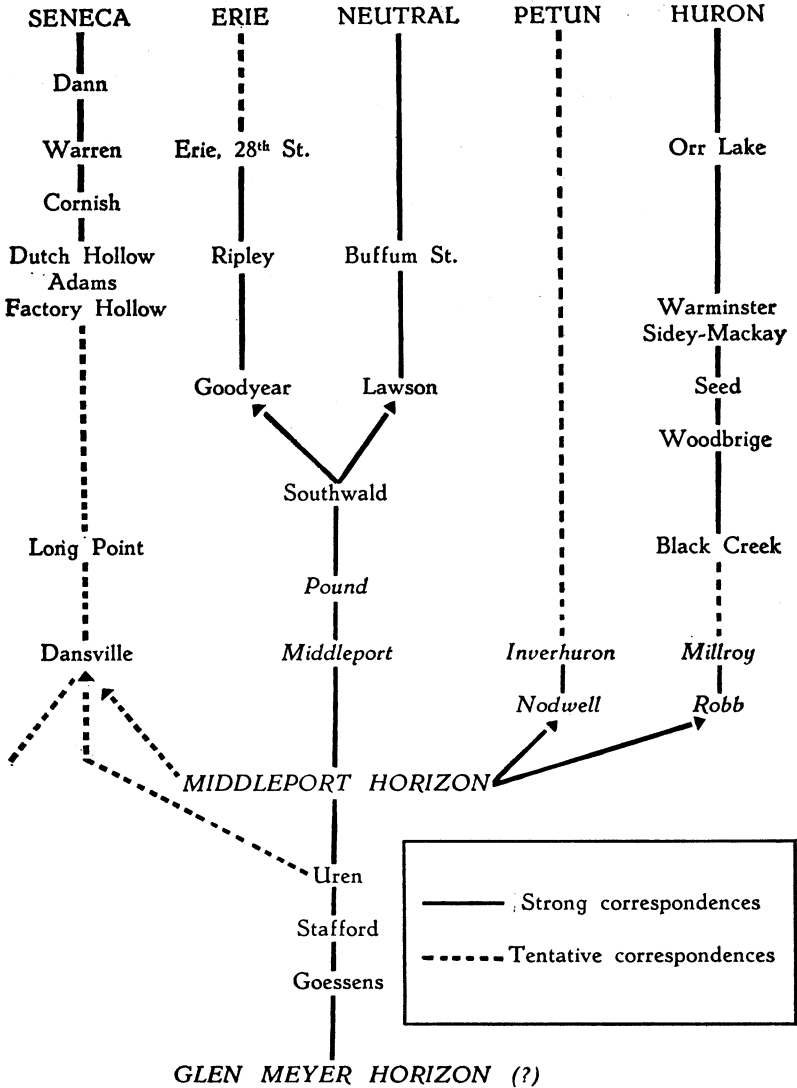 SENECA ERIE NEUTRAL PETUN HURON
Dann
Warren Erie, 28th St. Orr Lake
Cornish
Dutch Hollow Ripley Buffum St.
Adams
Factory Hollow Warminster
Sidey-Mackay
Goodyear Lawson Seed
Woodbrige
Southwald
Long Point Black Creek
Pound
Dansville Middleport Inverhuron Millroy
Nodwell Robb
MIDDLEPORT HORIZON
Uren
Strong correspondences
Stafford
Tentative correspondences
Goessens
GLEN MEYER HORIZON (?)